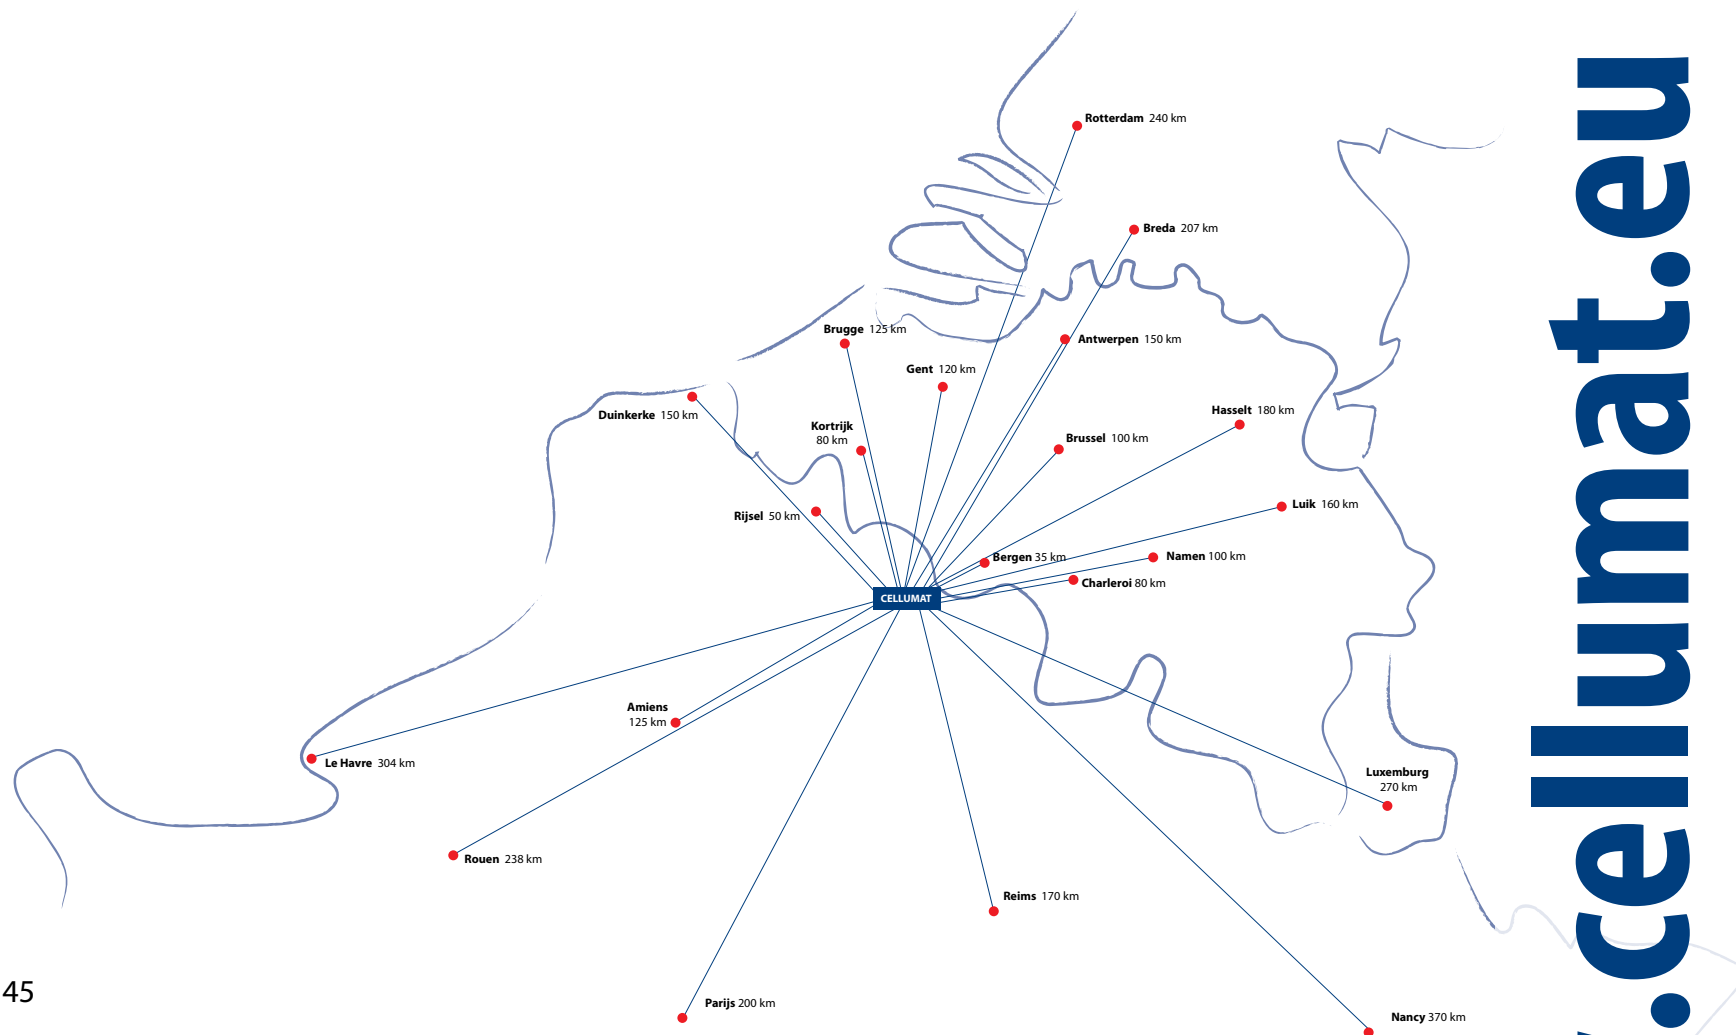 Rotterdam 240 km
Breda 207 km
Brugge 125 km
Antwerpen 150 km
Gent 120 km
Duinkerke 150 km
Hasselt 180 km
Kortrijk
80 km
Brussel 100 km
Rijsel 50 km
Luik 160 km
Bergen 35 km
Namen 100 km
Charleroi 80 km
CELLUMAT
Amiens
125 km
Le Havre 304 km
Luxemburg
270 km
Rouen 238 km
Reims 170 km
Parijs 200 km
Nancy 370 km
45
.cellumat.eu